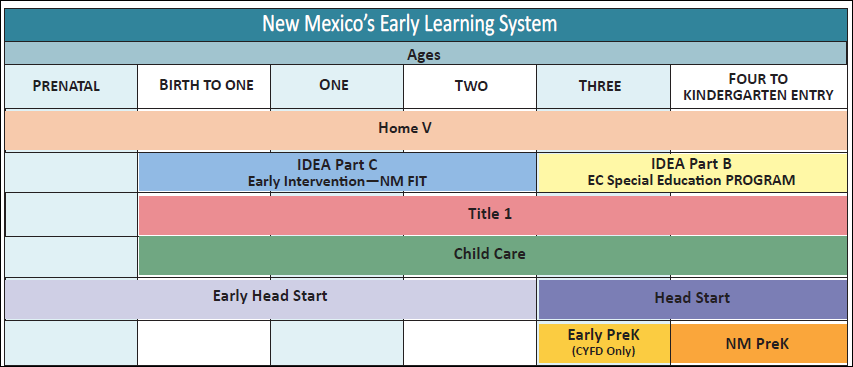 New Mexico's Early Learning System
Ages
PRENATAL
BIRTH TO ONE
ONE
TWO
THREE
FOUR TO
KINDERGARTEN ENTRY
Home V
IDEA Part C
Early Intervention—NM FIT
IDEA Part B
EC Special Education PROGRAM
Title 1
Child Care
Early Head Start
Head Start
Early PreK
(CYFD Only)
NM PreK